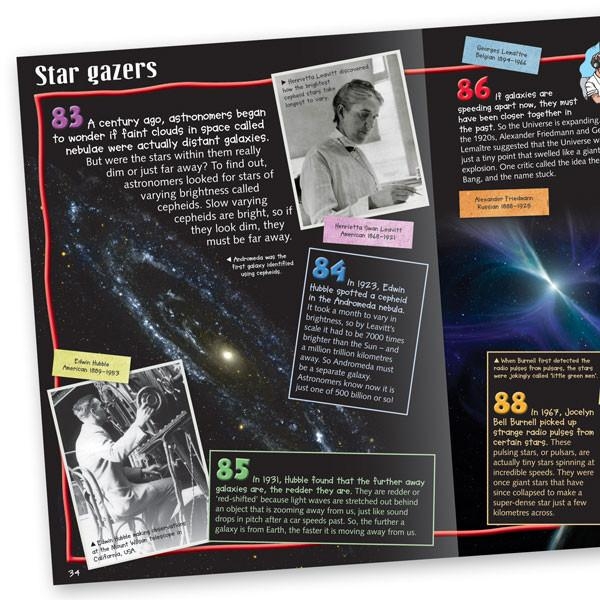 Star gazers
83 A century ago, astronomers began
to wonder if faint clouds in space called
nebulae were actually distant galaxies.
But were the stars within them really
dim or just far away? To find out,
astronomers looked for stars of
varying brightness called
cepheids. Slow varying
cepheids are bright, so if
they look dim, they
must be far away.
◀ Andromeda was the
first galaxy identified
using cepheids.
▶ Henrietta Leavitt discovered
how the brightest
cepheid stars take
longest to vary.
Henrietta Swan Leavitt
American 1868–1921
84 In 1923, Edwin
Hubble spotted a cepheid
in the Andromeda nebula.
It took a month to vary in
brightness, so by Leavitt's
scale it had to be 7000 times
brighter than the Sun – and
a million trillion kilometres
away. So Andromeda must
be a separate galaxy.
Astronomers know now it is
just one of 500 billion or so!
Edwin Hubble
American 1889–1953
▲ Edwin Hubble making observations
at the Mount Wilson telescope in
California, USA.
85 In 1931, Hubble found that the further away
galaxies are, the redder they are. They are redder or
'red-shifted' because light waves are stretched out behind
an object that is zooming away from us, just like sound
drops in pitch after a car speeds past. So, the further a
galaxy is from Earth, the faster it is moving away from us.
34
Georges Lemaître
Belgian 1894–1966
86 If galaxies are
speeding apart now, they must
have been closer together in
the past. So the Universe is expanding.
the 1920s, Alexander Friedmann and Ge
Lemaître suggested that the Universe w
just a tiny point that swelled like a giant
explosion. One critic called the idea the
Bang, and the name stuck.
Alexander Friedmann
Russian 1888–1925
▲ When Burnell first detected the
radio pulses from pulsars, the stars
were jokingly called 'little green men'.
88 In 1967, Jocelyn
Bell Burnell picked up
strange radio pulses from
certain stars. These
pulsing stars, or pulsars, are
actually tiny stars spinning at
incredible speeds. They were
once giant stars that have
since collapsed to make a
super-dense star just a few
kilometres across.